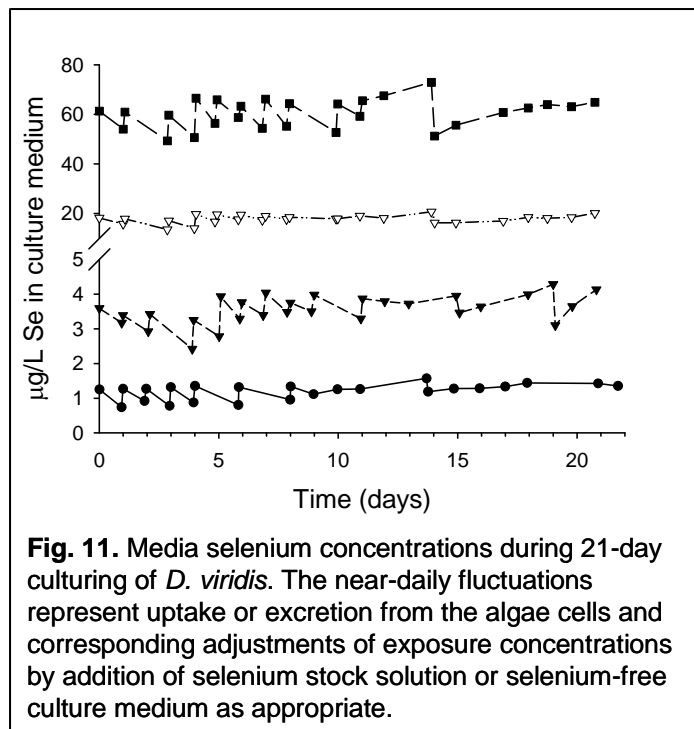 80
60
40
20
5
4
3
2
1
0
µg/L Se in culture medium
0 5 10 15 20
Time (days)
Fig. 11. Media selenium concentrations during 21-day
culturing of D. viridis. The near-daily fluctuations
represent uptake or excretion from the algae cells and
corresponding adjustments of exposure concentrations
by addition of selenium stock solution or selenium-free
culture medium as appropriate.